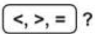 <, >, = ?